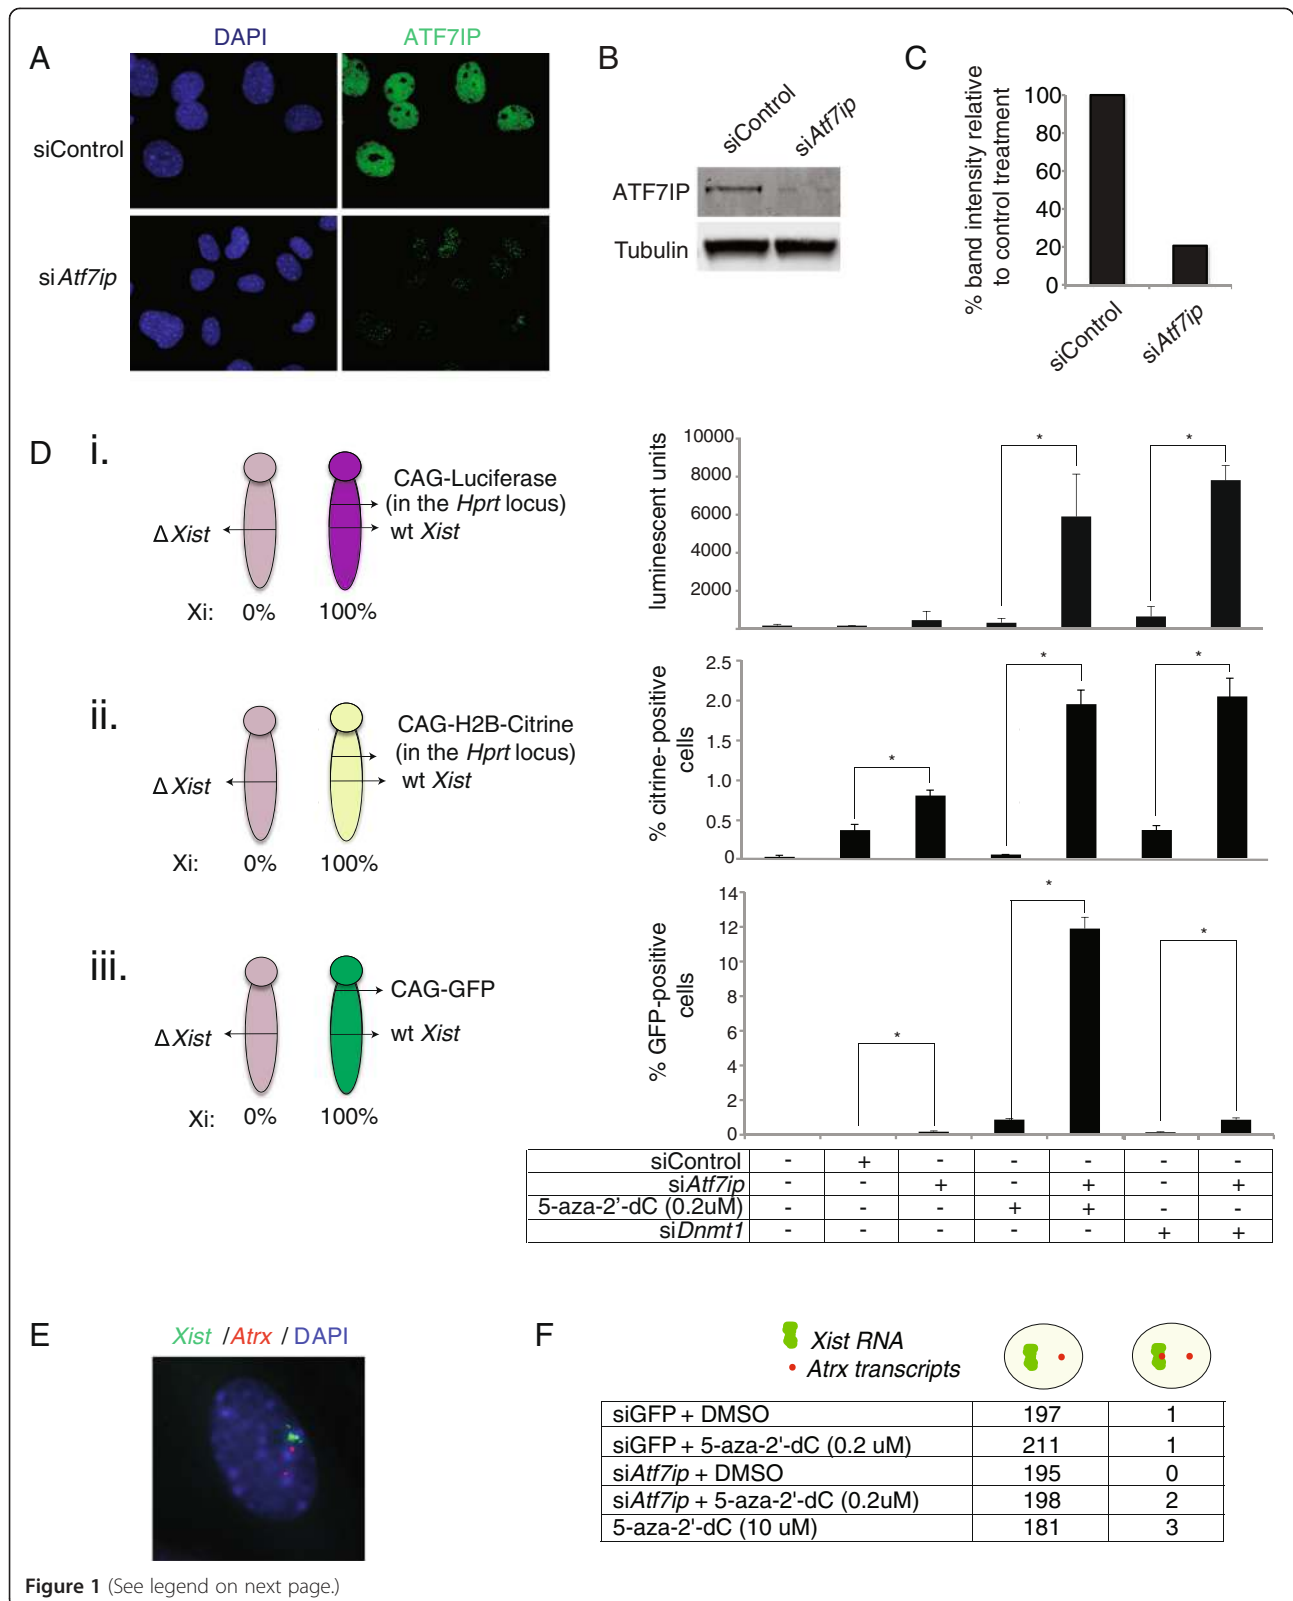 A
DAPI
ATF7IP
siControl
siAtf7ip
B
siControl
siAtf7ip
ATF7IP
Tubulin
C
% band intensity relative
to control treatment
100
80
60
40
20
0
siControl
siAtf7ip
D
i.
CAG-Luciferase
(in the Hprt locus)
Δ Xist
wt Xist
Xi: 0% 100%
luminescent units
10000
8000
6000
4000
2000
*
*
ii.
CAG-H2B-Citrine
(in the Hprt locus)
Δ Xist
wt Xist
Xi: 0% 100%
% citrine-positive
cells
2.5
2.0
1.5
1.0
0.5
0
*
*
*
iii.
CAG-GFP
Δ Xist
wt Xist
Xi: 0% 100%
% GFP-positive
cells
14
12
10
8
6
4
2
0
*
*
*
siControl - + - - - - -
siAtf7ip - - + - + - +
5-aza-2'-dC (0.2uM) - - - + + - -
siDnmt1 - - - - - + +
E
Xist / Atrx / DAPI
F
Xist RNA
Atrx transcripts
siGFP + DMSO 197 1
siGFP + 5-aza-2'-dC (0.2 uM) 211 1
siAtf7ip + DMSO 195 0
siAtf7ip + 5-aza-2'-dC (0.2uM) 198 2
5-aza-2'-dC (10 uM) 181 3
Figure 1 (See legend on next page.)